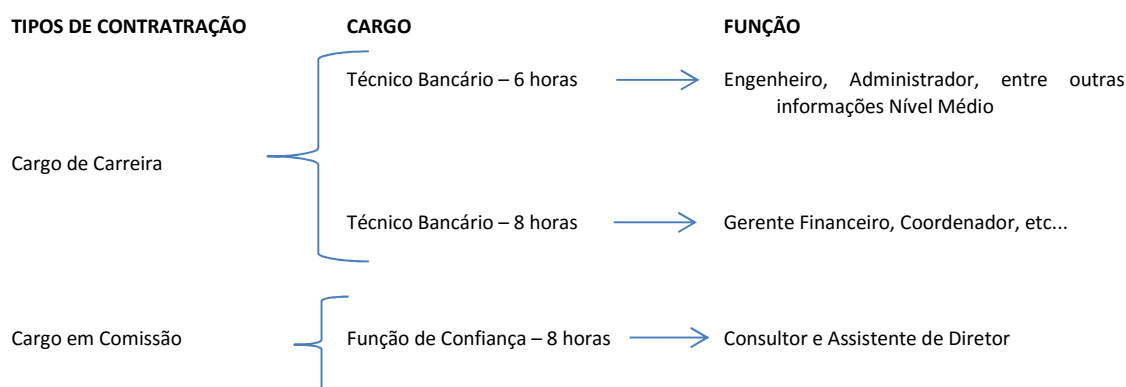 TIPOS DE CONTRATRAÇÃO CARGO FUNÇÃO
Técnico Bancário – 6 horas Engenheiro, Administrador, entre outras
informações Nível Médio
Cargo de Carreira
Técnico Bancário – 8 horas Gerente Financeiro, Coordenador, etc...
Cargo em Comissão Função de Confiança – 8 horas Consultor e Assistente de Diretor